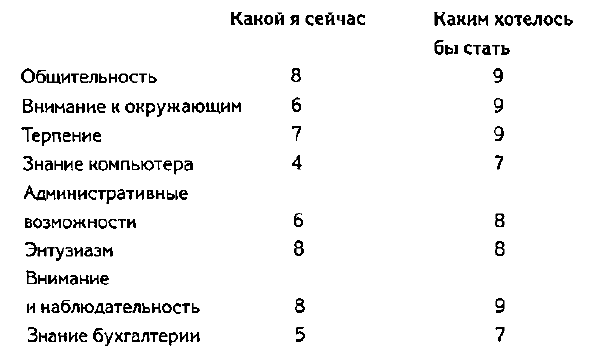 Какой я сейчас Каким хотелось
бы стать
Общительность 8 9
Внимание к окружающим 6 9
Терпение 7 9
Знание компьютера 4 7
Административные
возможности 6 8
Энтузиазм 8 8
Внимание
и наблюдательность 8 9
Знание бухгалтерии 5 7